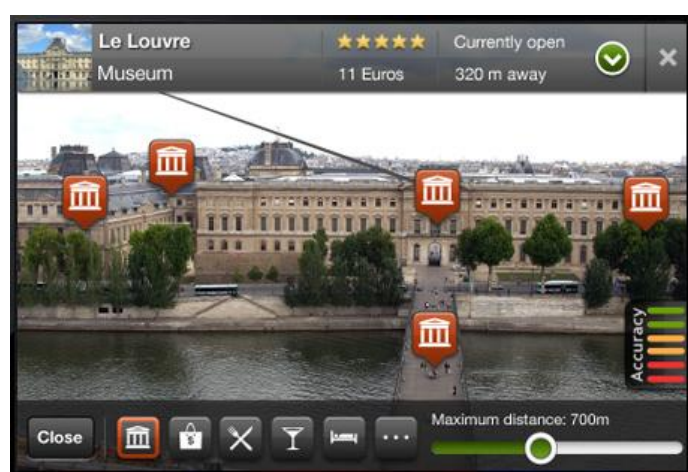 Le Louvre
Currently open
Museum
11 Euros
320 m away
Accuracy
Maximum distance: 700m
Close